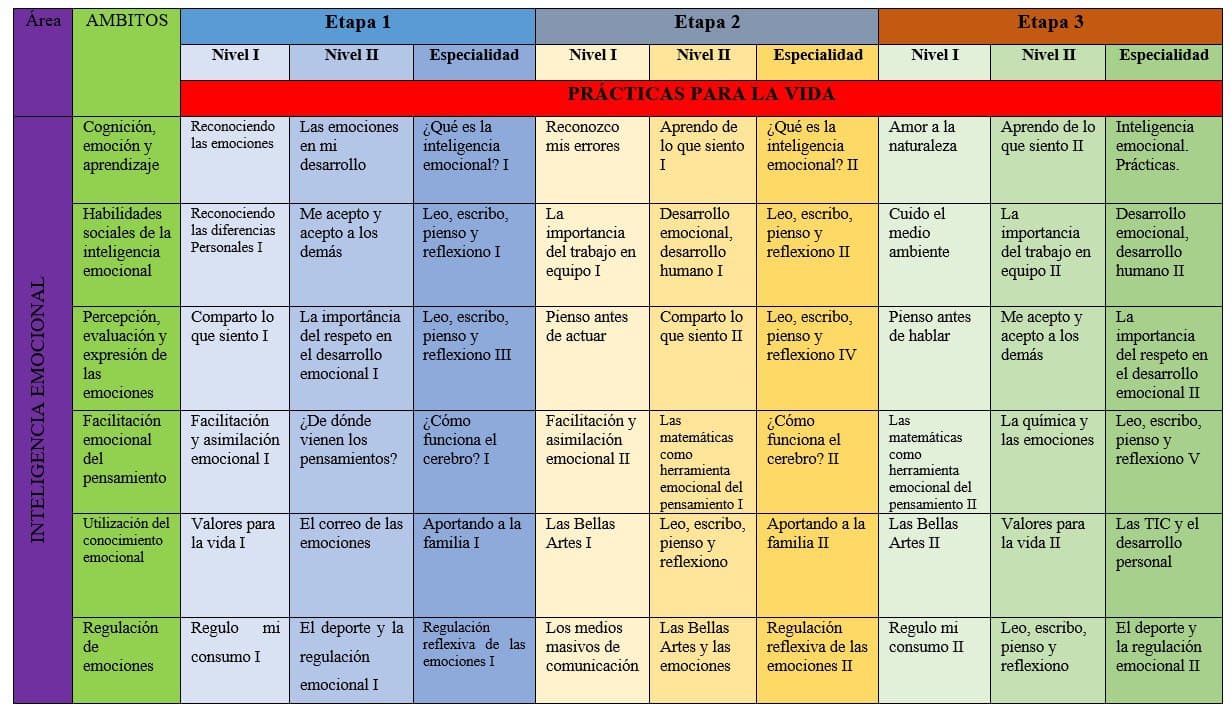 Área AMBITOS Etapa 1 Etapa 2 Etapa 3
Nivel I Nivel II Especialidad Nivel I Nivel II Especialidad Nivel I Nivel II Especialidad
PRÁCTICAS PARA LA VIDA
INTELIGENCIA EMOCIONAL
Cognición,
emoción y
aprendizaje
Reconociendo
las emociones
Las emociones
en mi
desarrollo
¿Qué es la
inteligencia
emocional? I
Reconozco
mis errores
Aprendo de
lo que siento
I
¿Qué es la
inteligencia
emocional? II
Amor a la
naturaleza
Aprendo de lo
que siento II
Inteligencia
emocional.
Prácticas.
Habilidades
sociales de la
inteligencia
emocional
Reconociendo
las diferencias
Personales I
Me acepto y
acepto a los
demás
Leo, escribo,
pienso y
reflexiono I
La
importancia
del trabajo en
equipo I
Desarrollo
emocional,
desarrollo
humano I
Leo, escribo,
pienso y
reflexiono II
Cuido el
medio
ambiente
La
importancia
del trabajo en
equipo II
Desarrollo
emocional,
desarrollo
humano II
Percepción,
evaluación y
expresión de
las
emociones
Comparto lo
que siento I
La importância
del respeto en
el desarrollo
emocional I
Leo, escribo,
pienso y
reflexiono III
Pienso antes
de actuar
Comparto lo
que siento II
Leo, escribo,
pienso y
reflexiono IV
Pienso antes
de hablar
Me acepto y
acepto a los
demás
La
importancia
del respeto en
el desarrollo
emocional II
Facilitación
emocional
del
pensamiento
Facilitación
y asimilación
emocional I
¿De dónde
vienen los
pensamientos?
¿Cómo
funciona el
cerebro? I
Facilitación y
asimilación
emocional II
Las
matemáticas
como
herramienta
emocional del
pensamiento I
¿Cómo
funciona el
cerebro? II
Las
matemáticas
como
herramienta
emocional del
pensamiento II
La química y
las emociones
Leo, escribo,
pienso y
reflexiono V
Utilización del
conocimiento
emocional
Valores para
la vida I
El correo de las
emociones
Aportando a la
familia I
Las Bellas
Artes I
Leo, escribo,
pienso y
reflexiono
Aportando a la
familia II
Las Bellas
Artes II
Valores para
la vida II
Las TIC y el
desarrollo
personal
Regulación
de
emociones
Regulo mi
consumo I
El deporte y la
regulación
emocional I
Regulación
reflexiva de las
emociones I
Los medios
masivos de
comunicación
Las Bellas
Artes y las
emociones
Regulación
reflexiva de las
emociones II
Regulo mi
consumo II
Leo, escribo,
pienso y
reflexiono
El deporte y
la regulación
emocional II